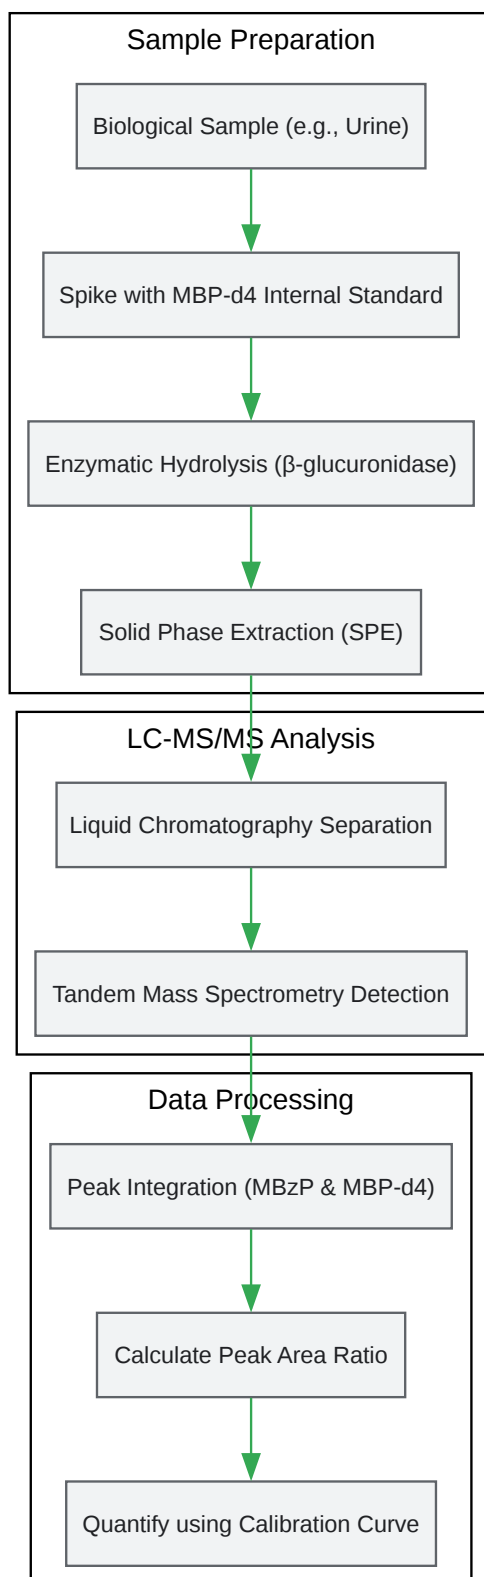 Sample Preparation
Biological Sample (e.g., Urine)
Spike with MBP-d4 Internal Standard
Enzymatic Hydrolysis (β-glucuronidase)
Solid Phase Extraction (SPE)
LC-MS/MS Analysis
Liquid Chromatography Separation
Tandem Mass Spectrometry Detection
Data Processing
Peak Integration (MBzP & MBP-d4)
Calculate Peak Area Ratio
Quantify using Calibration Curve